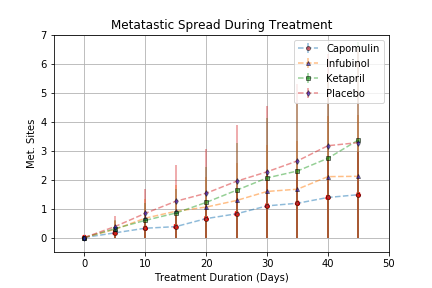 Metatastic Spread During Treatment
7
6
5
4
3
2
1
0
Met. Sites
Capomulin
Infubinol
Ketapril
Placebo
0 10 20 30 40 50
Treatment Duration (Days)